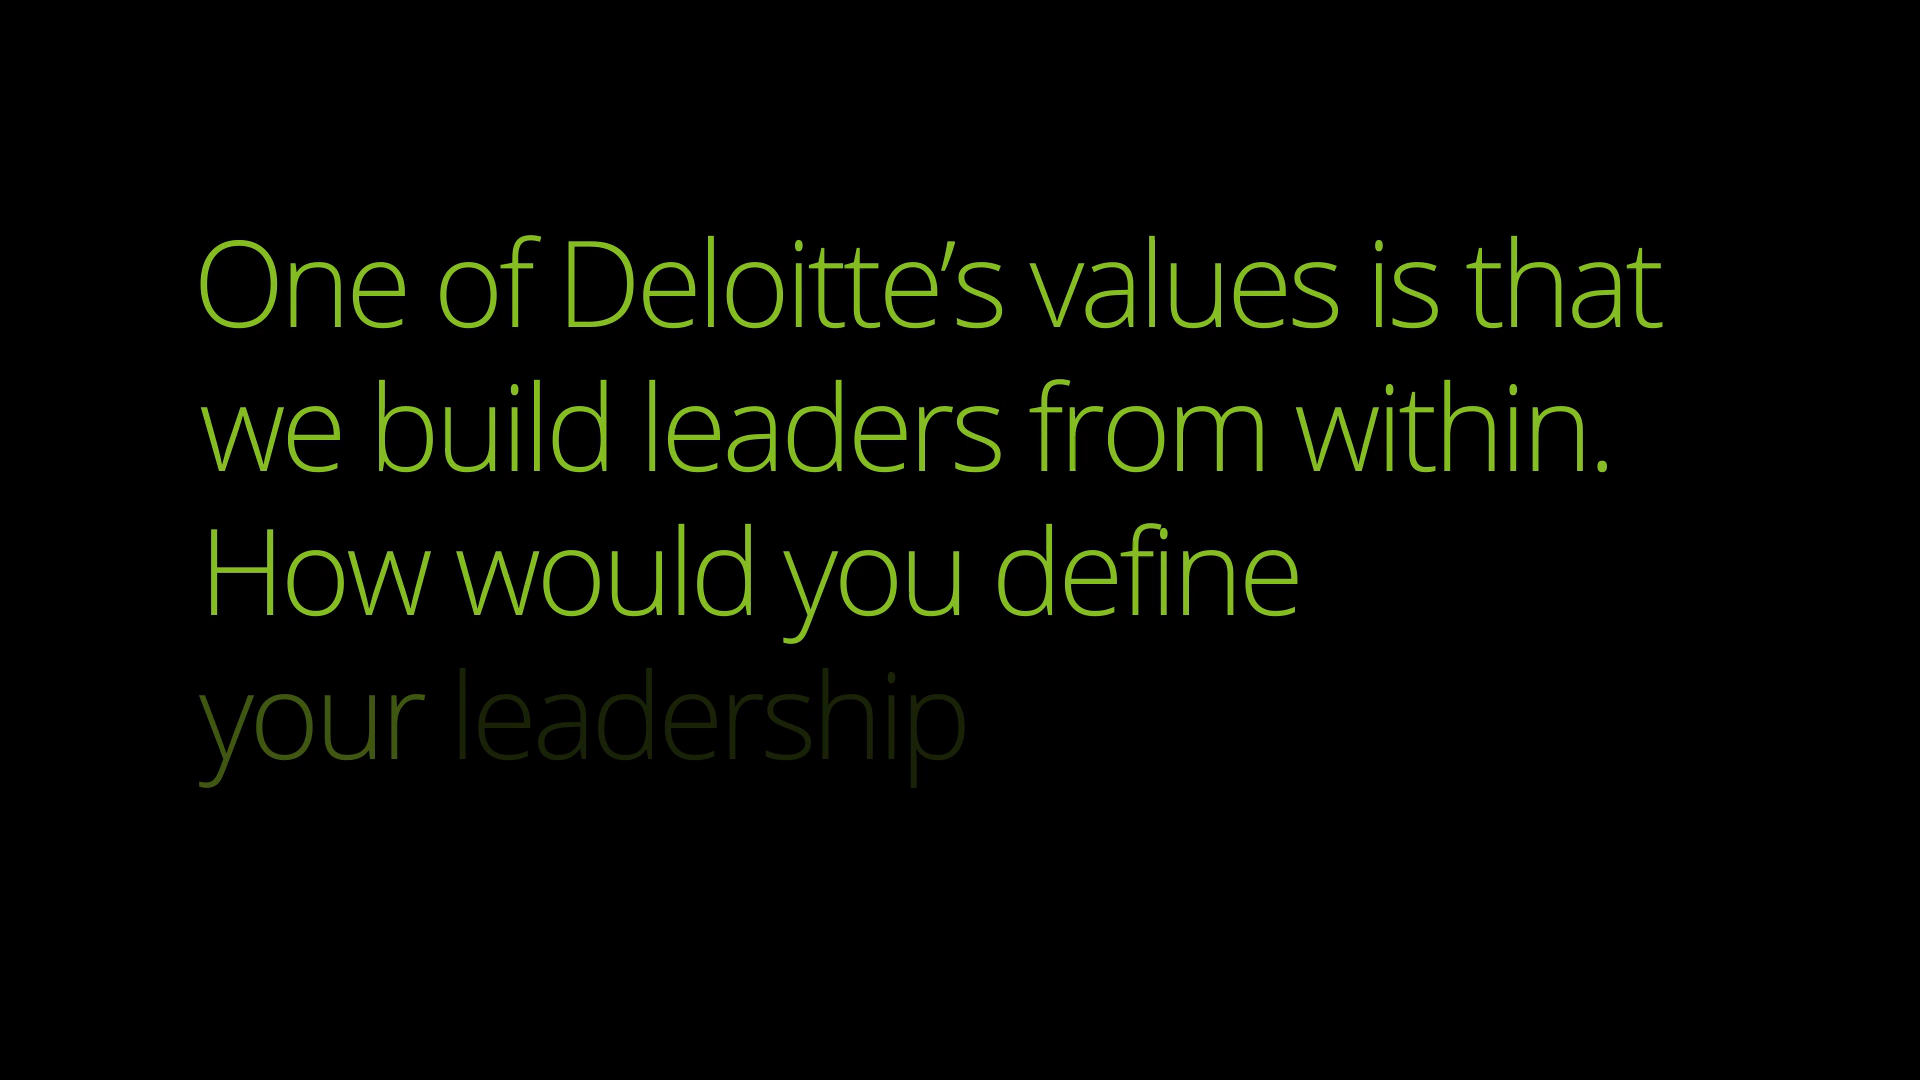 One of Deloitte’s values is that
we build leaders from within.
How would you define
your leadership